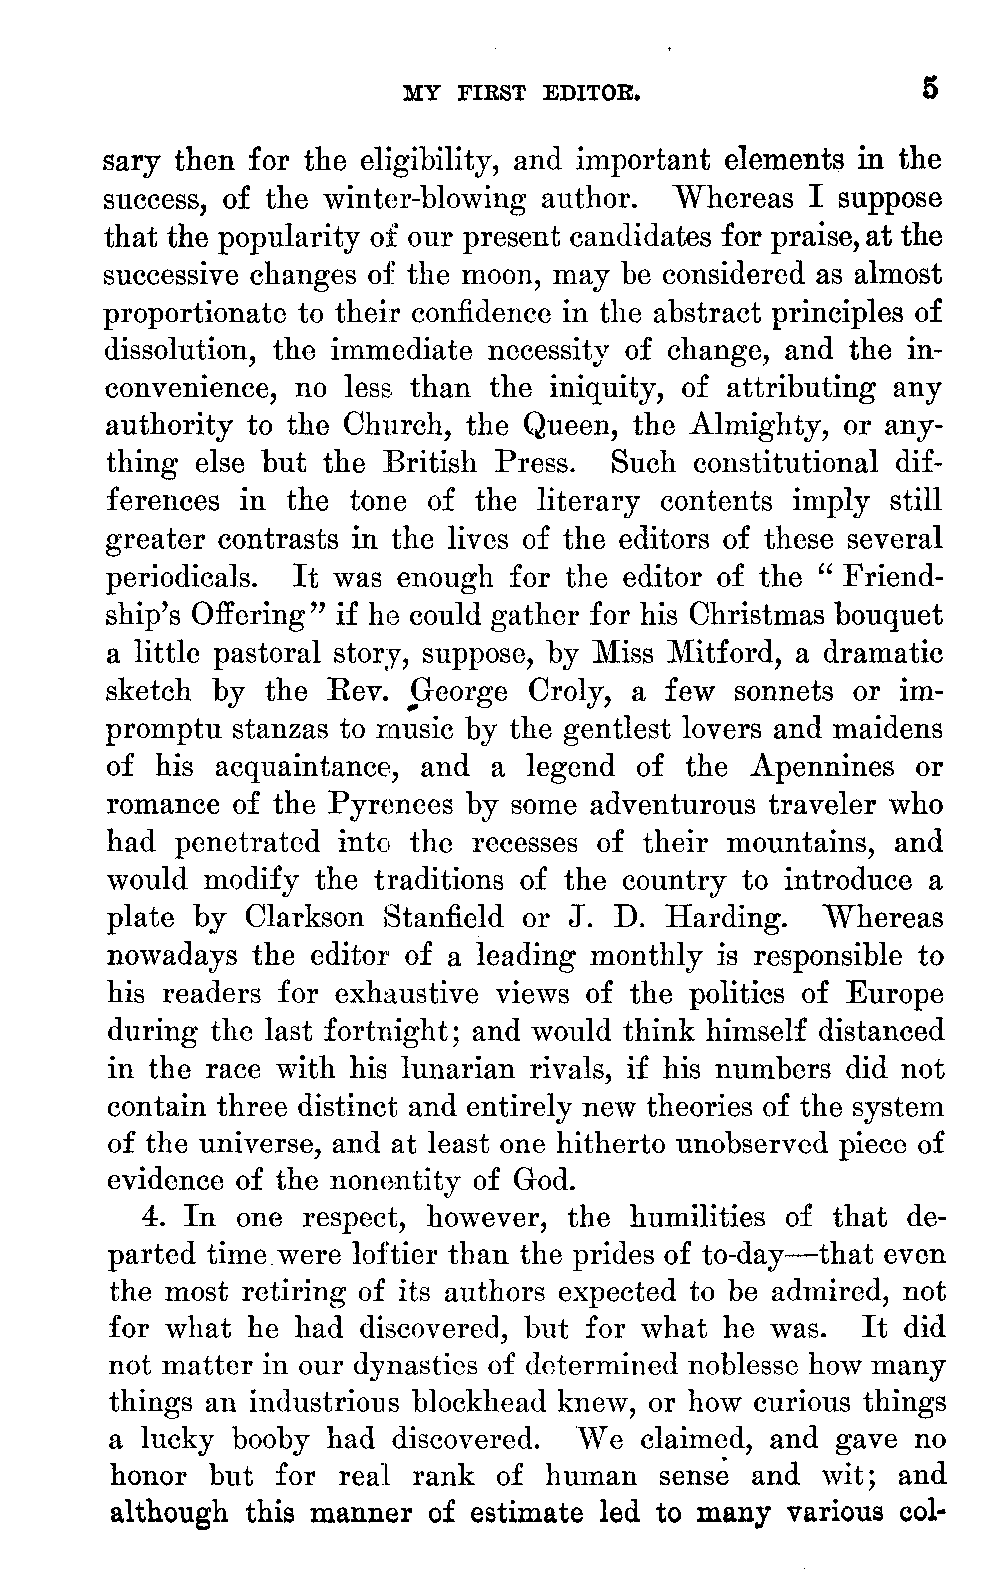 MY FIRST EDITOR. 5
sary then for the eligibility, and important elements in the
success, of the winter-blowing author. Whereas I suppose
that the popularity of our present candidates for praise, at the
successive changes of the moon, may be considered as almost
proportionate to their confidence in the abstract principles of
dissolution, the immediate necessity of change, and the in-
convenience, no less than the iniquity, of attributing any
authority to the Church, the Queen, the Almighty, or any-
thing else but the British Press. Such constitutional dif-
ferences in the tone of the literary contents imply still
greater contrasts in the lives of the editors of these several
periodicals. It was enough for the editor of the “ Friend-
ship's Offering” if he could gather for his Christmas bouquet
a little pastoral story, suppose, by Miss Mitford, a dramatic
sketch by the Rev. George Croly, a few sonnets or im-
promptu stanzas to music by the gentlest lovers and maidens
of his acquaintance, and a legend of the Apennines or
romance of the Pyrenees by some adventurous traveler who
had penetrated into the recesses of their mountains, and
would modify the traditions of the country to introduce a
plate by Clarkson Stanfield or J. D. Harding. Whereas
nowadays the editor of a leading monthly is responsible to
his readers for exhaustive views of the politics of Europe
during the last fortnight; and would think himself distanced
in the race with his lunarian rivals, if his numbers did not
contain three distinct and entirely new theories of the system
of the universe, and at least one hitherto unobserved piece of
evidence of the nonentity of God.
4. In one respect, however, the humilities of that de-
parted time were loftier than the prides of to-day—that even
the most retiring of its authors expected to be admired, not
for what he had discovered, but for what he was. It did
not matter in our dynasties of determined noblesse how many
things an industrious blockhead knew, or how curious things
a lucky booby had discovered. We claimed, and gave no
honor but for real rank of human sense and wit; and
although this manner of estimate led to many various col-